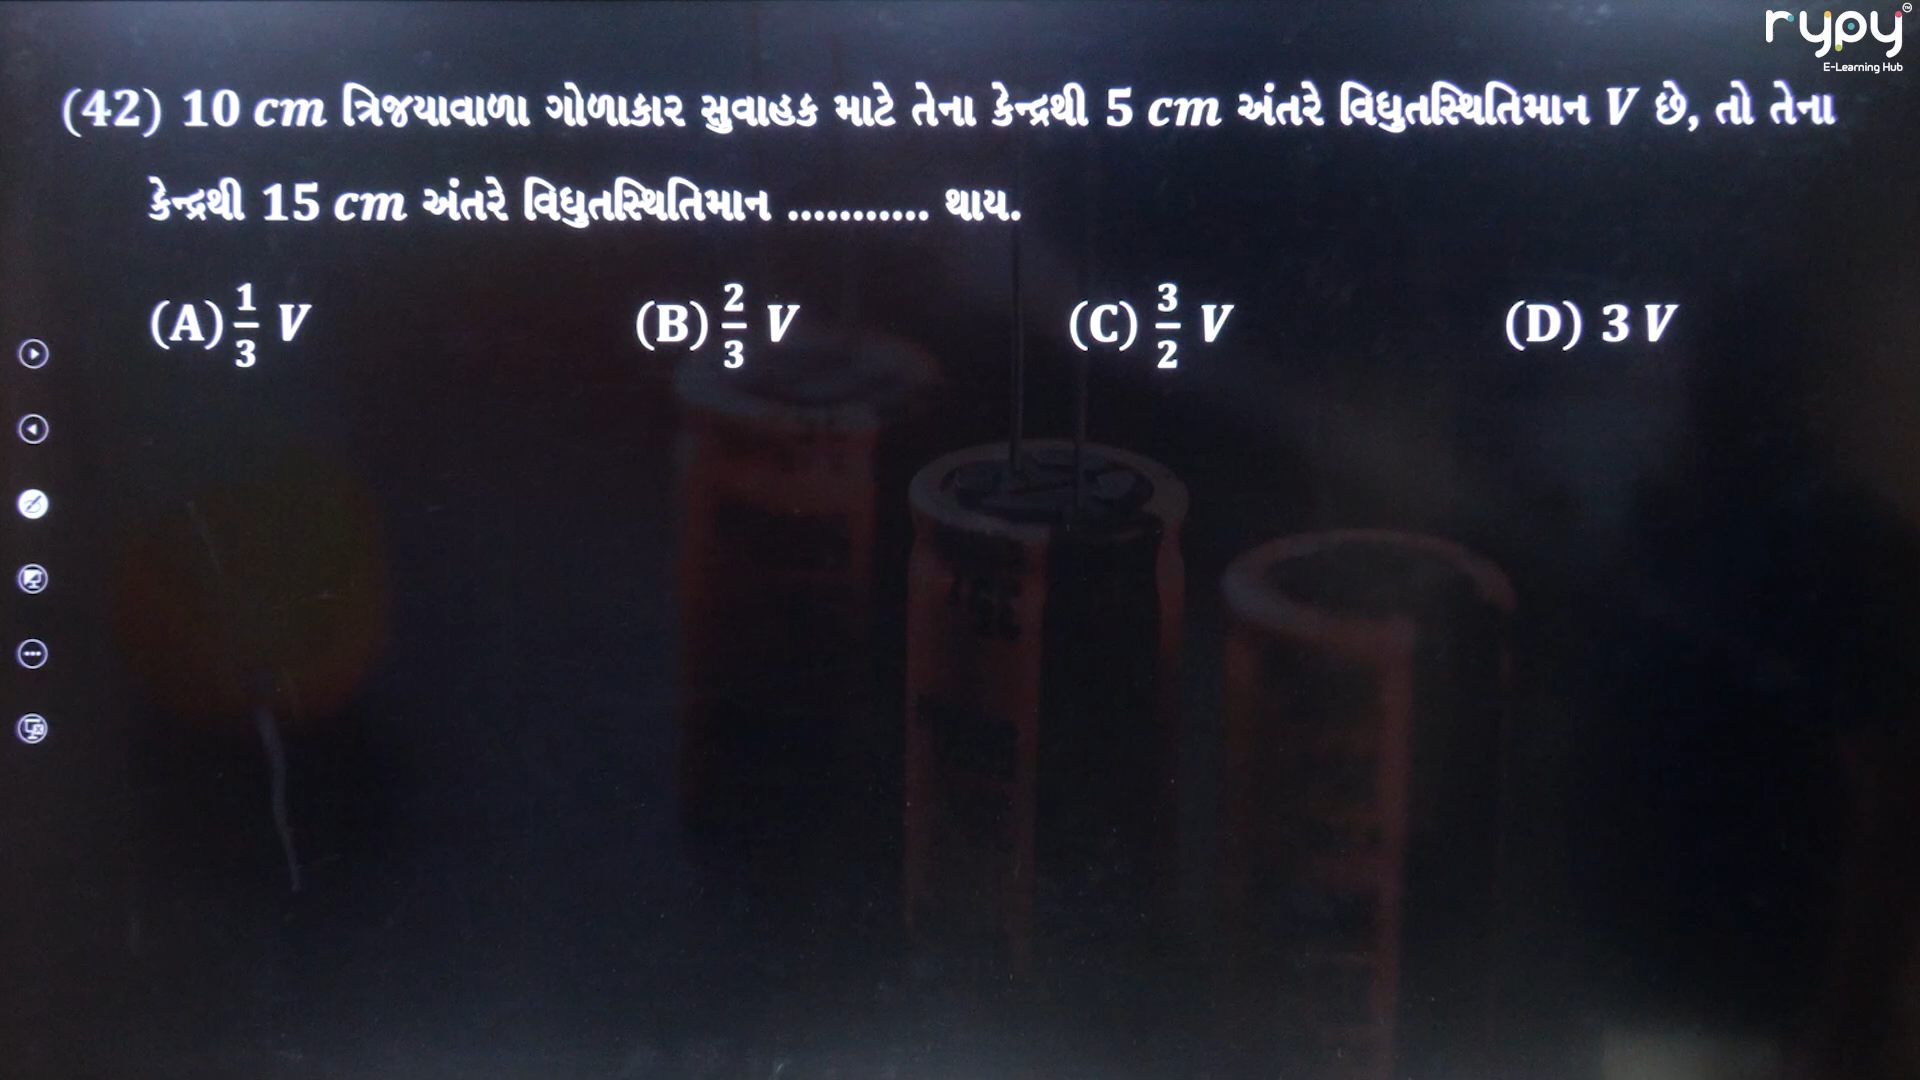 rypy
E-Learning Hub
(42) 10 cm ત્રિજ્યાવાળા ગોળાકાર સુવાહક માટે તેના કેન્દ્રથી 5 cm અંતરે વિદ્યુતસ્થિતિમાન V છે, તો તેના
કેન્દ્રથી 15 cm અંતરે વિદ્યુતસ્થિતિમાન ........... થાય.
(A) 1/3 V (B) 2/3 V (C) 3/2 V (D) 3 V